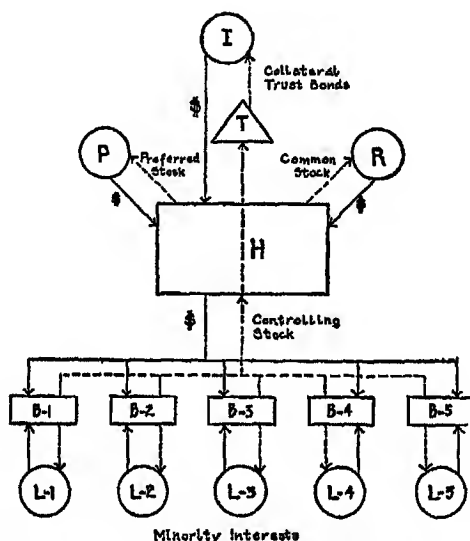 I
Collateral
Trust Bonds
$
T
P
Preferred
Stock
Common
Stock
R
$
$
H
$
Controlling
Stock
B-1 B-2 B-3 B-4 B-5
L-1 L-2 L-3 L-4 L-5
Minority Interests